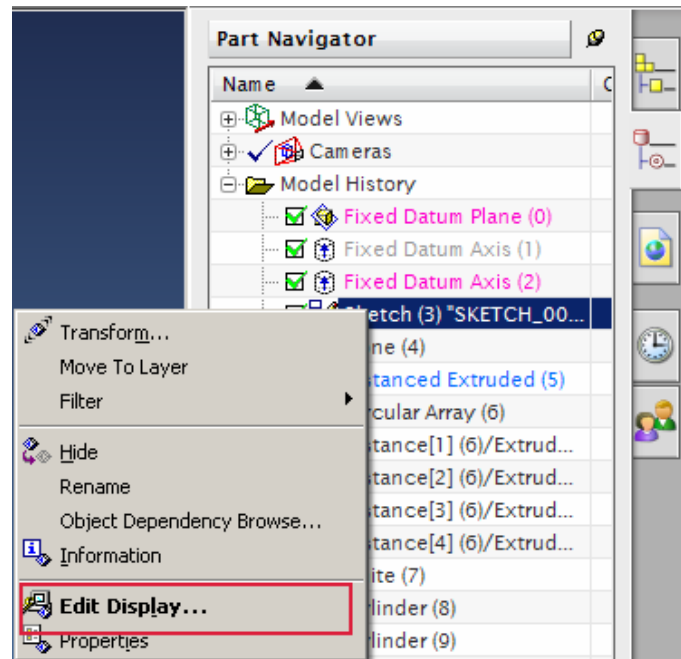 Part Navigator
Name
Model Views
Cameras
Model History
Fixed Datum Plane (0)
Fixed Datum Axis (1)
Fixed Datum Axis (2)
etch (3) "SKETCH_00...
Transform...
ne (4)
Move To Layer
stanced Extruded (5)
Filter
cular Array (6)
Hide
stance[1] (6)/Extrud...
Rename
stance[2] (6)/Extrud...
Object Dependency Browse...
stance[3] (6)/Extrud...
Information
stance[4] (6)/Extrud...
ite (7)
Edit Display...
linder (8)
Properties
linder (9)